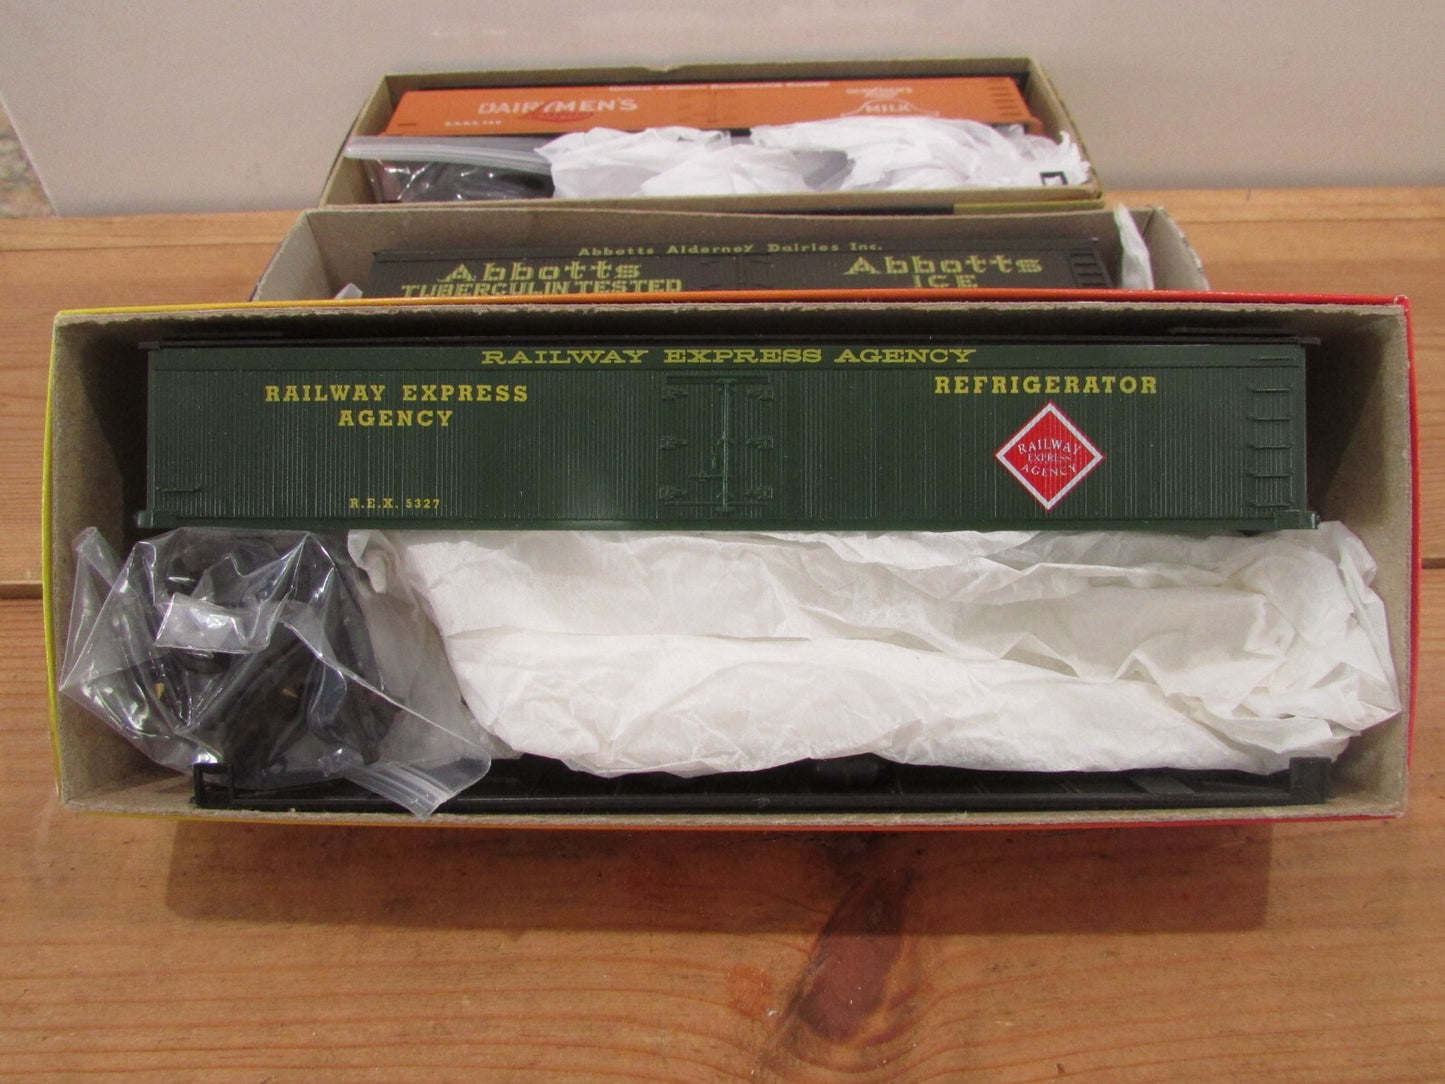 DAIRYMEN'S
MILK
Abbotts Alderney Dairies Inc.
Abbotts
TUBERCULIN TESTED
Abbotts
ICE
RAILWAY EXPRESS AGENCY
RAILWAY EXPRESS
AGENCY
R.E.X. 5327
REFRIGERATOR
RAILWAY
EXPRESS
AGENCY